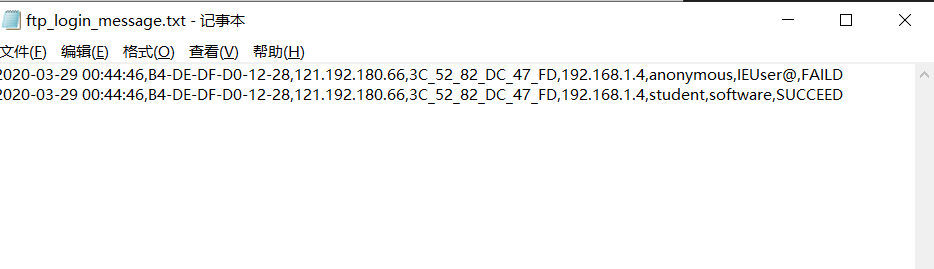 ftp_login_message.txt - 记事本
文件(F) 编辑(E) 格式(O) 查看(V) 帮助(H)
2020-03-29 00:44:46,B4-DE-DF-D0-12-28,121.192.180.66,3C_52_82_DC_47_FD,192.168.1.4,anonymous,IEUser@,FAILD
2020-03-29 00:44:46,B4-DE-DF-D0-12-28,121.192.180.66,3C_52_82_DC_47_FD,192.168.1.4,student,software,SUCCEED